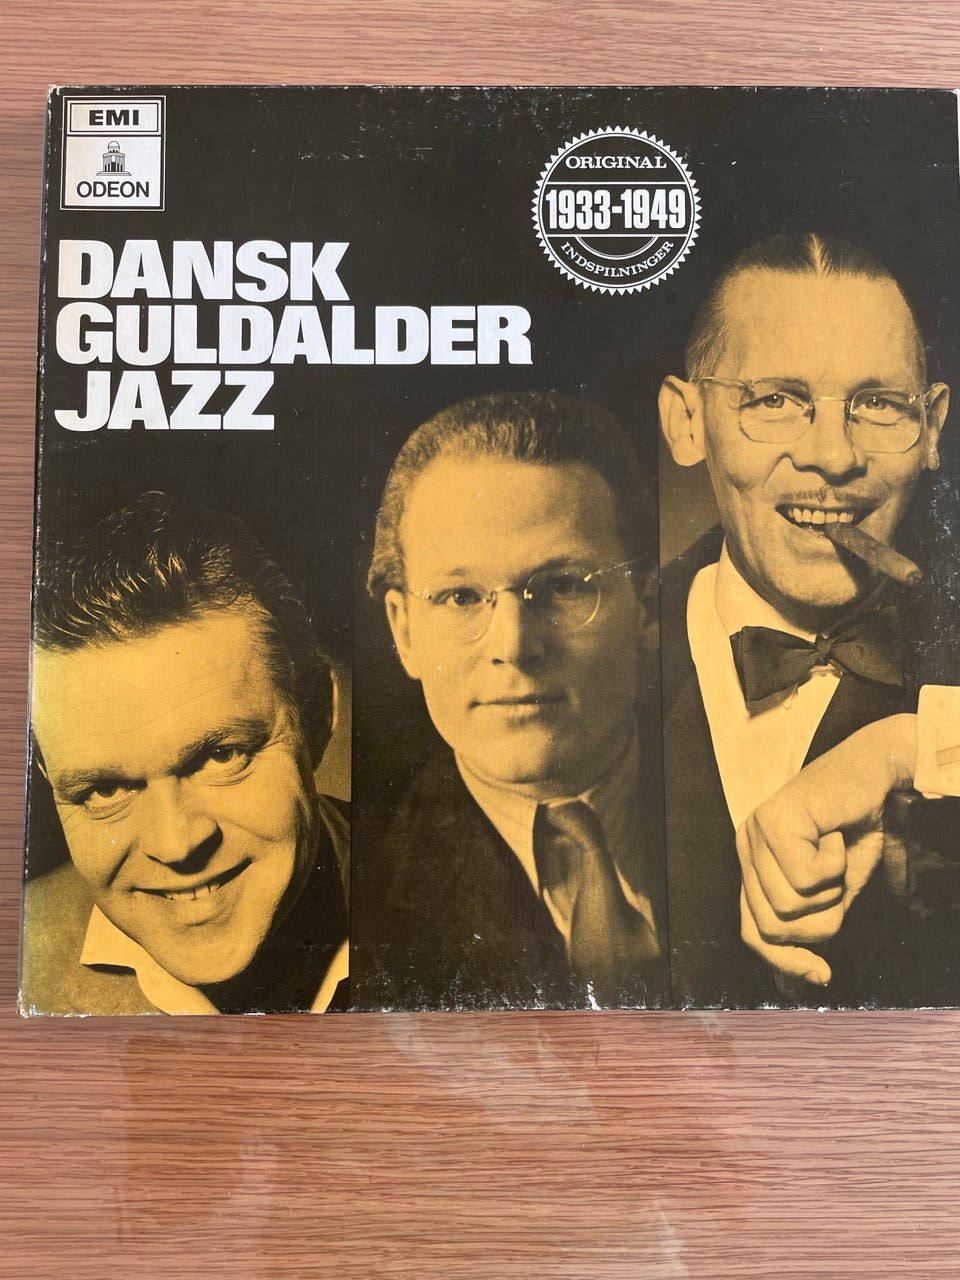 EMI
ODEON
ORIGINAL
1933-1949
INDSPILNINGER
DANSK
GULDALDER
JAZZ